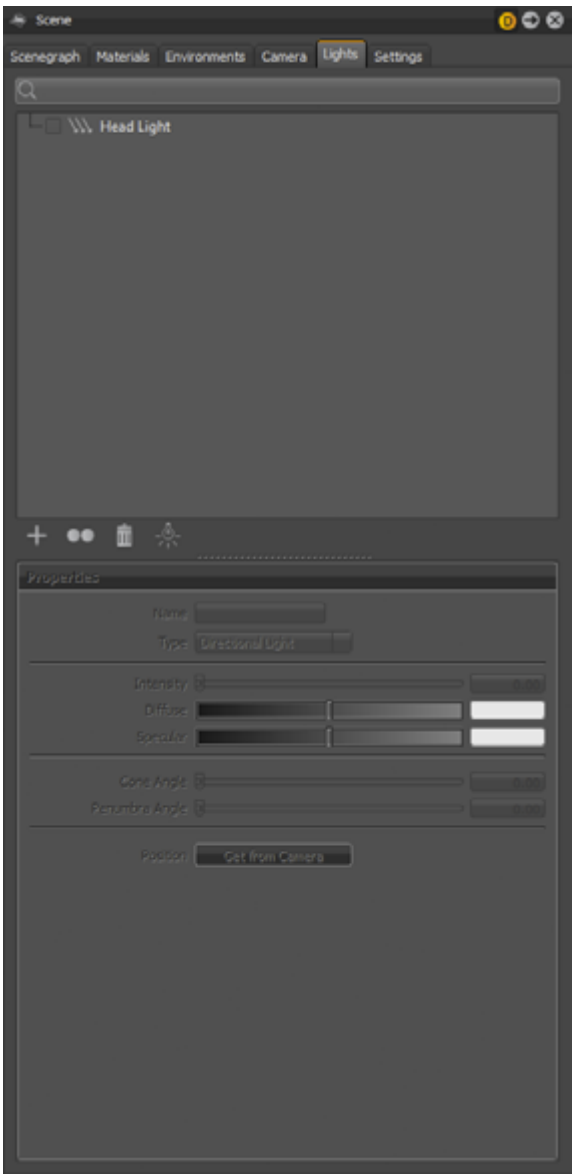 Scene D
Scenegraph Materials Environments Camera Lights Settings
Head Light
Properties
Name
Type Directional Light
Intensity 0.00
Diffuse
Specular
Cone Angle 0.00
Penumbra Angle 0.00
Position Get from Camera